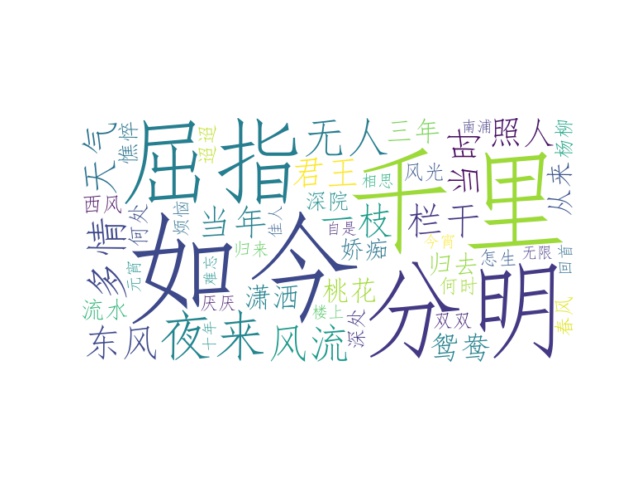 天气
憔悴
迢迢
屈指
无人
三年
南浦
照人
杨柳
君王
相思
风光
千里
当时
从来
西风
何处
烦恼
当年
佳人
深院
一枝
栏干
多情
自是
今宵
怎生
无限
回首
元宵
难忘
归来
娇痴
归去
如今
流水
厌厌
潇洒
桃花
何时
分明
春风
东风
十年
夜来
楼上
风流
深处
双双
鸳鸯